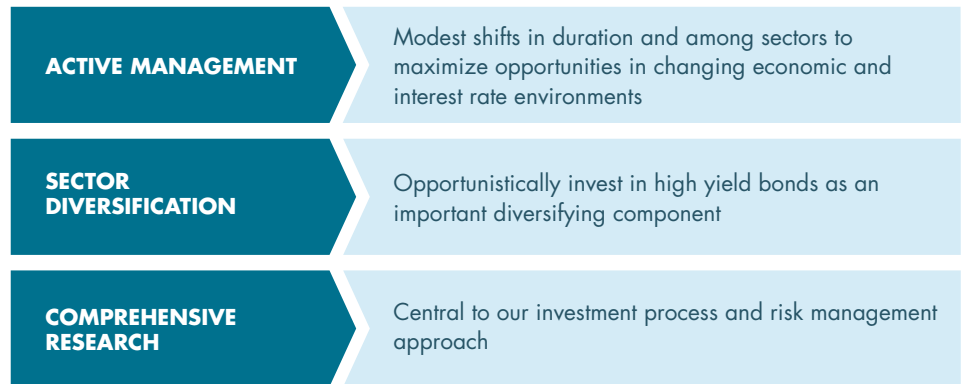 ACTIVE MANAGEMENT
Modest shifts in duration and among sectors to
maximize opportunities in changing economic and
interest rate environments
SECTOR
DIVERSIFICATION
Opportunistically invest in high yield bonds as an
important diversifying component
COMPREHENSIVE
RESEARCH
Central to our investment process and risk management
approach